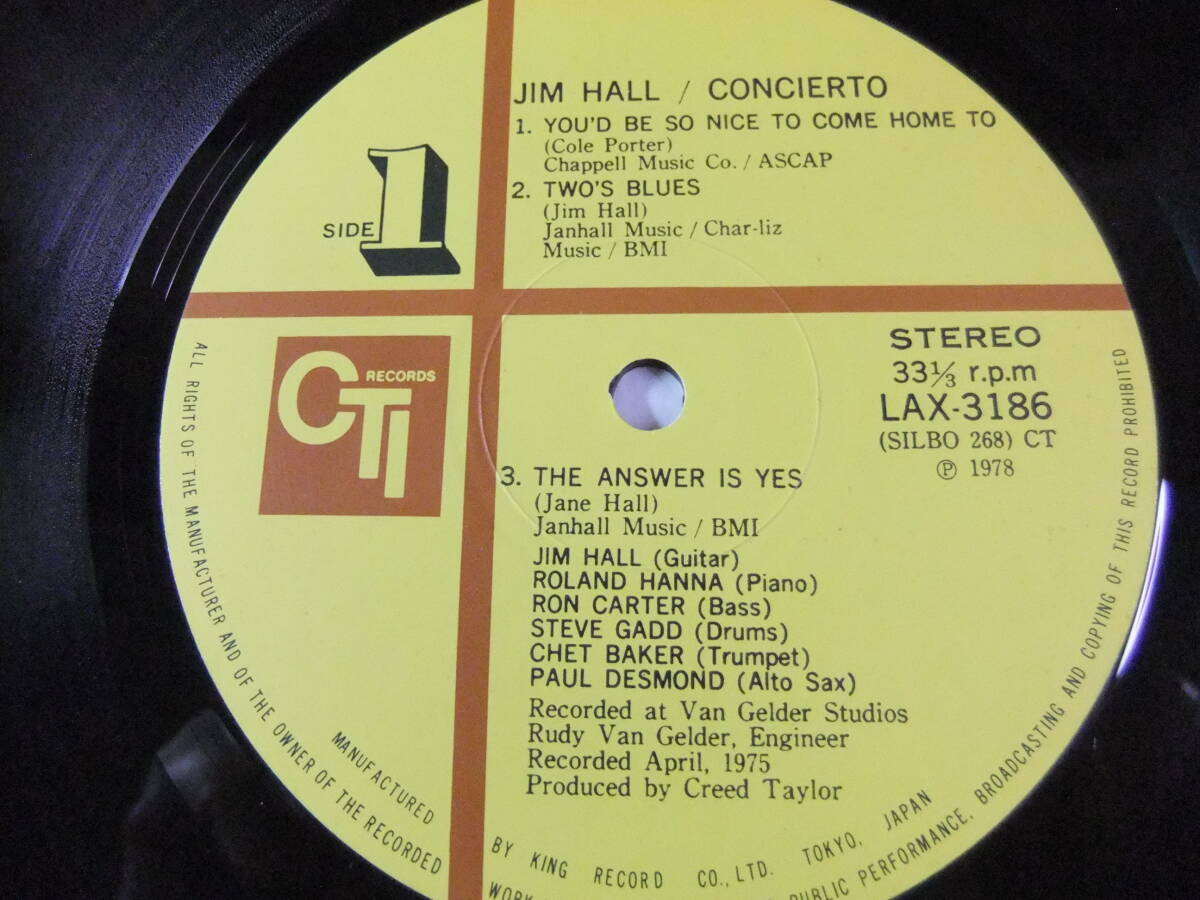 JIM HALL / CONCIERTO
1. YOU'D BE SO NICE TO COME HOME TO
(Cole Porter)
Chappell Music Co. / ASCAP
2. TWO'S BLUES
(Jim Hall)
Janhall Music / Char-liz
Music / BMI
SIDE 1
CTI RECORDS
STEREO
33⅓ r.p.m
LAX-3186
(SILBO 268) CT
Ⓟ 1978
3. THE ANSWER IS YES
(Jane Hall)
Janhall Music / BMI
JIM HALL (Guitar)
ROLAND HANNA (Piano)
RON CARTER (Bass)
STEVE GADD (Drums)
CHET BAKER (Trumpet)
PAUL DESMOND (Alto Sax)
Recorded at Van Gelder Studios
Rudy Van Gelder, Engineer
Recorded April, 1975
Produced by Creed Taylor
MANUFACTURED BY KING RECORD CO., LTD. TOKYO, JAPAN
ALL RIGHTS OF THE MANUFACTURER AND OF THE OWNER OF THE RECORDED PUBLIC PERFORMANCE, BROADCASTING AND COPYING OF THIS RECORD PROHIBITED